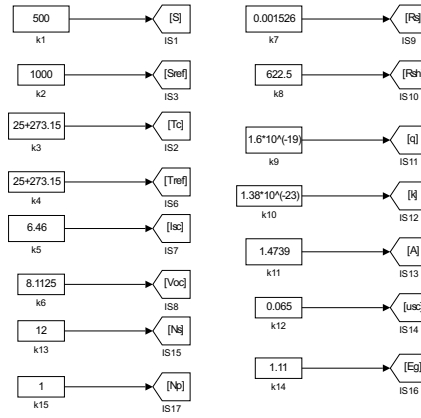 500
[S]
k1
IS1
1000
[Sref]
k2
IS3
25+273.15
[Tc]
k3
IS2
25+273.15
[Tref]
k4
IS6
6.46
[Isc]
k5
IS7
8.1125
[Voc]
k6
IS8
12
[Ns]
k13
IS15
1
[Np]
k15
IS17
0.001526
[Rs]
k7
IS9
622.5
[Rsh
k8
IS10
1.6*10^(-19)
[q]
k9
IS11
1.38*10^(-23)
[k]
k10
IS12
1.4739
[A]
k11
IS13
0.065
[usc]
k12
IS14
1.11
[Eg]
k14
IS16